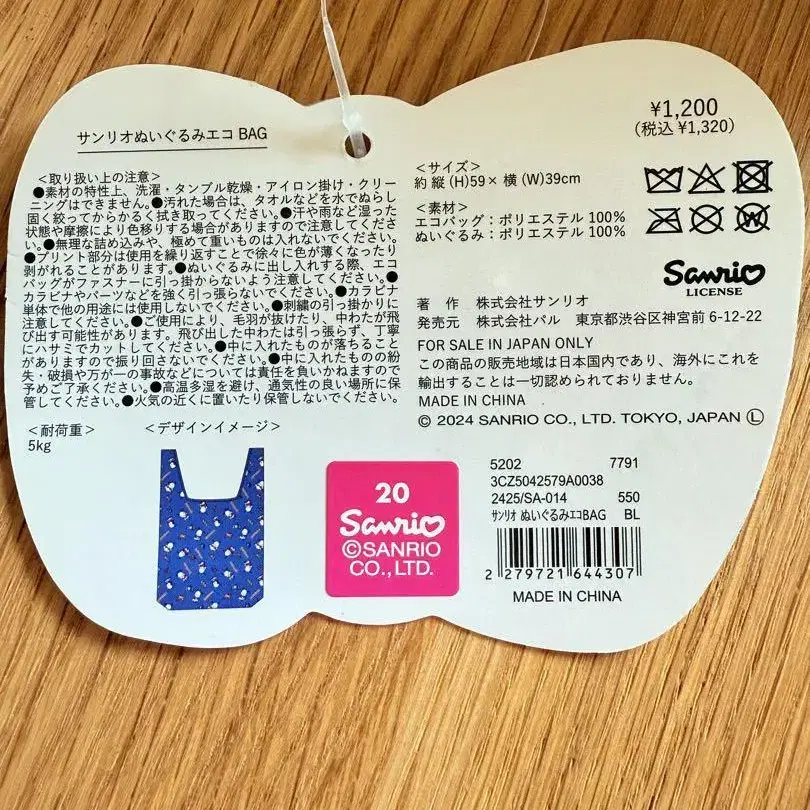 サンリオぬいぐるみエコ BAG
＜取り扱い上の注意＞
●素材の特性上、洗濯・タンブル乾燥・アイロン掛け・クリー
ニングはできません。●汚れた場合は、タオルなどを水でぬらし
固く絞ってからかるく拭き取ってください。●汗や雨など湿った
状態や摩擦により色移りする場合がありますので注意してくださ
い。●無理な詰め込みや、極めて重いものは入れないでください。
●プリント部分は使用を繰り返すことで徐々に色が薄くなったり
剥がれることがあります。●ぬいぐるみに出し入れする際、エコ
バッグがファスナーに引っ掛からないよう注意してください。●
カラビナやパーツなどを強く引っ張らないでください。●カラビナ
単体で他の用途には使用しないでください。●刺繍の引っ掛かりに
注意してください。●ご使用により、毛羽が抜けたり、中わたが飛
び出す可能性があります。飛び出した中わたは引っ張らず、丁寧
にハサミでカットしてください。●中に入れたものが落ちること
がありますので振り回さないでください。●中に入れたものの紛
失・破損や万が一の事故などについては責任を負いかねますので
予めご了承ください。●高温多湿を避け、通気性の良い場所に保
管してください。●火気の近くに置いたり保管しないでください。
＜耐荷重＞
5kg
＜デザインイメージ＞
20
Sanrio
©SANRIO
CO.,LTD.
¥1,200
(税込 ¥1,320)
＜サイズ＞
約 縦 (H)59× 横 (W)39cm
＜素材＞
エコバッグ：ポリエステル 100%
ぬいぐるみ：ポリエステル 100%
Sanrio
LICENSE
著 作 株式会社サンリオ
発売元 株式会社パル 東京都渋谷区神宮前 6-12-22
FOR SALE IN JAPAN ONLY
この商品の販売地域は日本国内であり、海外にこれを
輸出することは一切認められておりません。
MADE IN CHINA
© 2024 SANRIO CO., LTD. TOKYO, JAPAN Ⓛ
5202 7791
3CZ5042579A0038
2425/SA-014 550
ｻﾝﾘｵ ぬいぐるみエコBAG BL
2 279721 644307
MADE IN CHINA